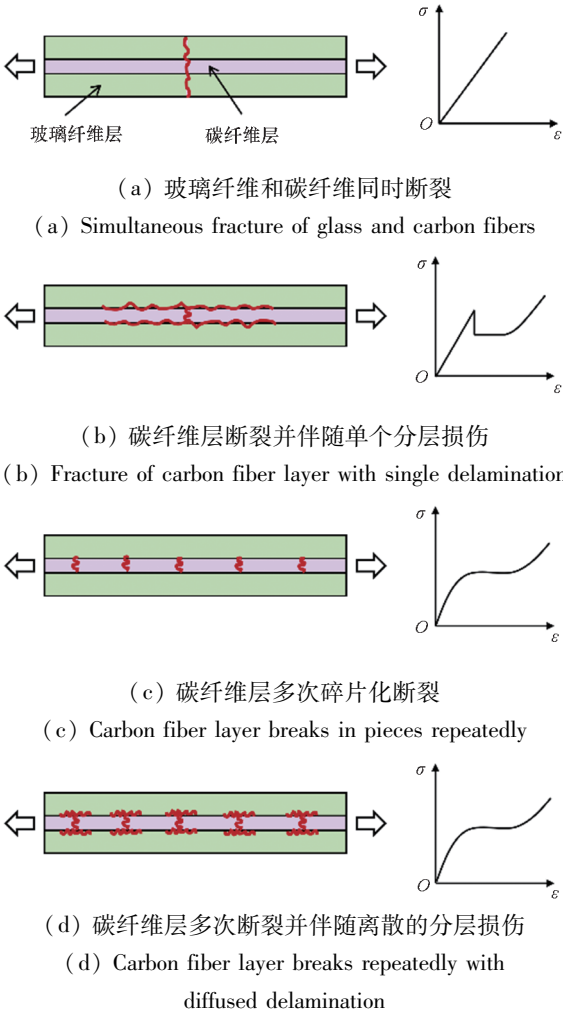 σ
O
ε
玻璃纤维层
碳纤维层
（a）玻璃纤维和碳纤维同时断裂
（a）Simultaneous fracture of glass and carbon fibers
σ
O
ε
（b）碳纤维层断裂并伴随单个分层损伤
（b）Fracture of carbon fiber layer with single delamination
σ
O
ε
（c）碳纤维层多次碎片化断裂
（c）Carbon fiber layer breaks in pieces repeatedly
σ
O
ε
（d）碳纤维层多次断裂并伴随离散的分层损伤
（d）Carbon fiber layer breaks repeatedly with
diffused delamination